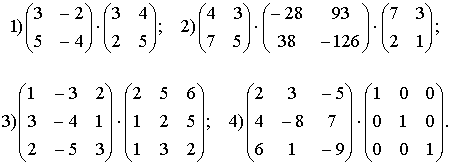 1) (3 −2; 5 −4) · (3 4; 2 5); 2) (4 3; 7 5) · (−28 93; 38 −126) · (7 3; 2 1);
3) (1 −3 2; 3 −4 1; 2 −5 3) · (2 5 6; 1 2 5; 1 3 2); 4) (2 3 −5; 4 −8 7; 6 1 −9) · (1 0 0; 0 1 0; 0 0 1).